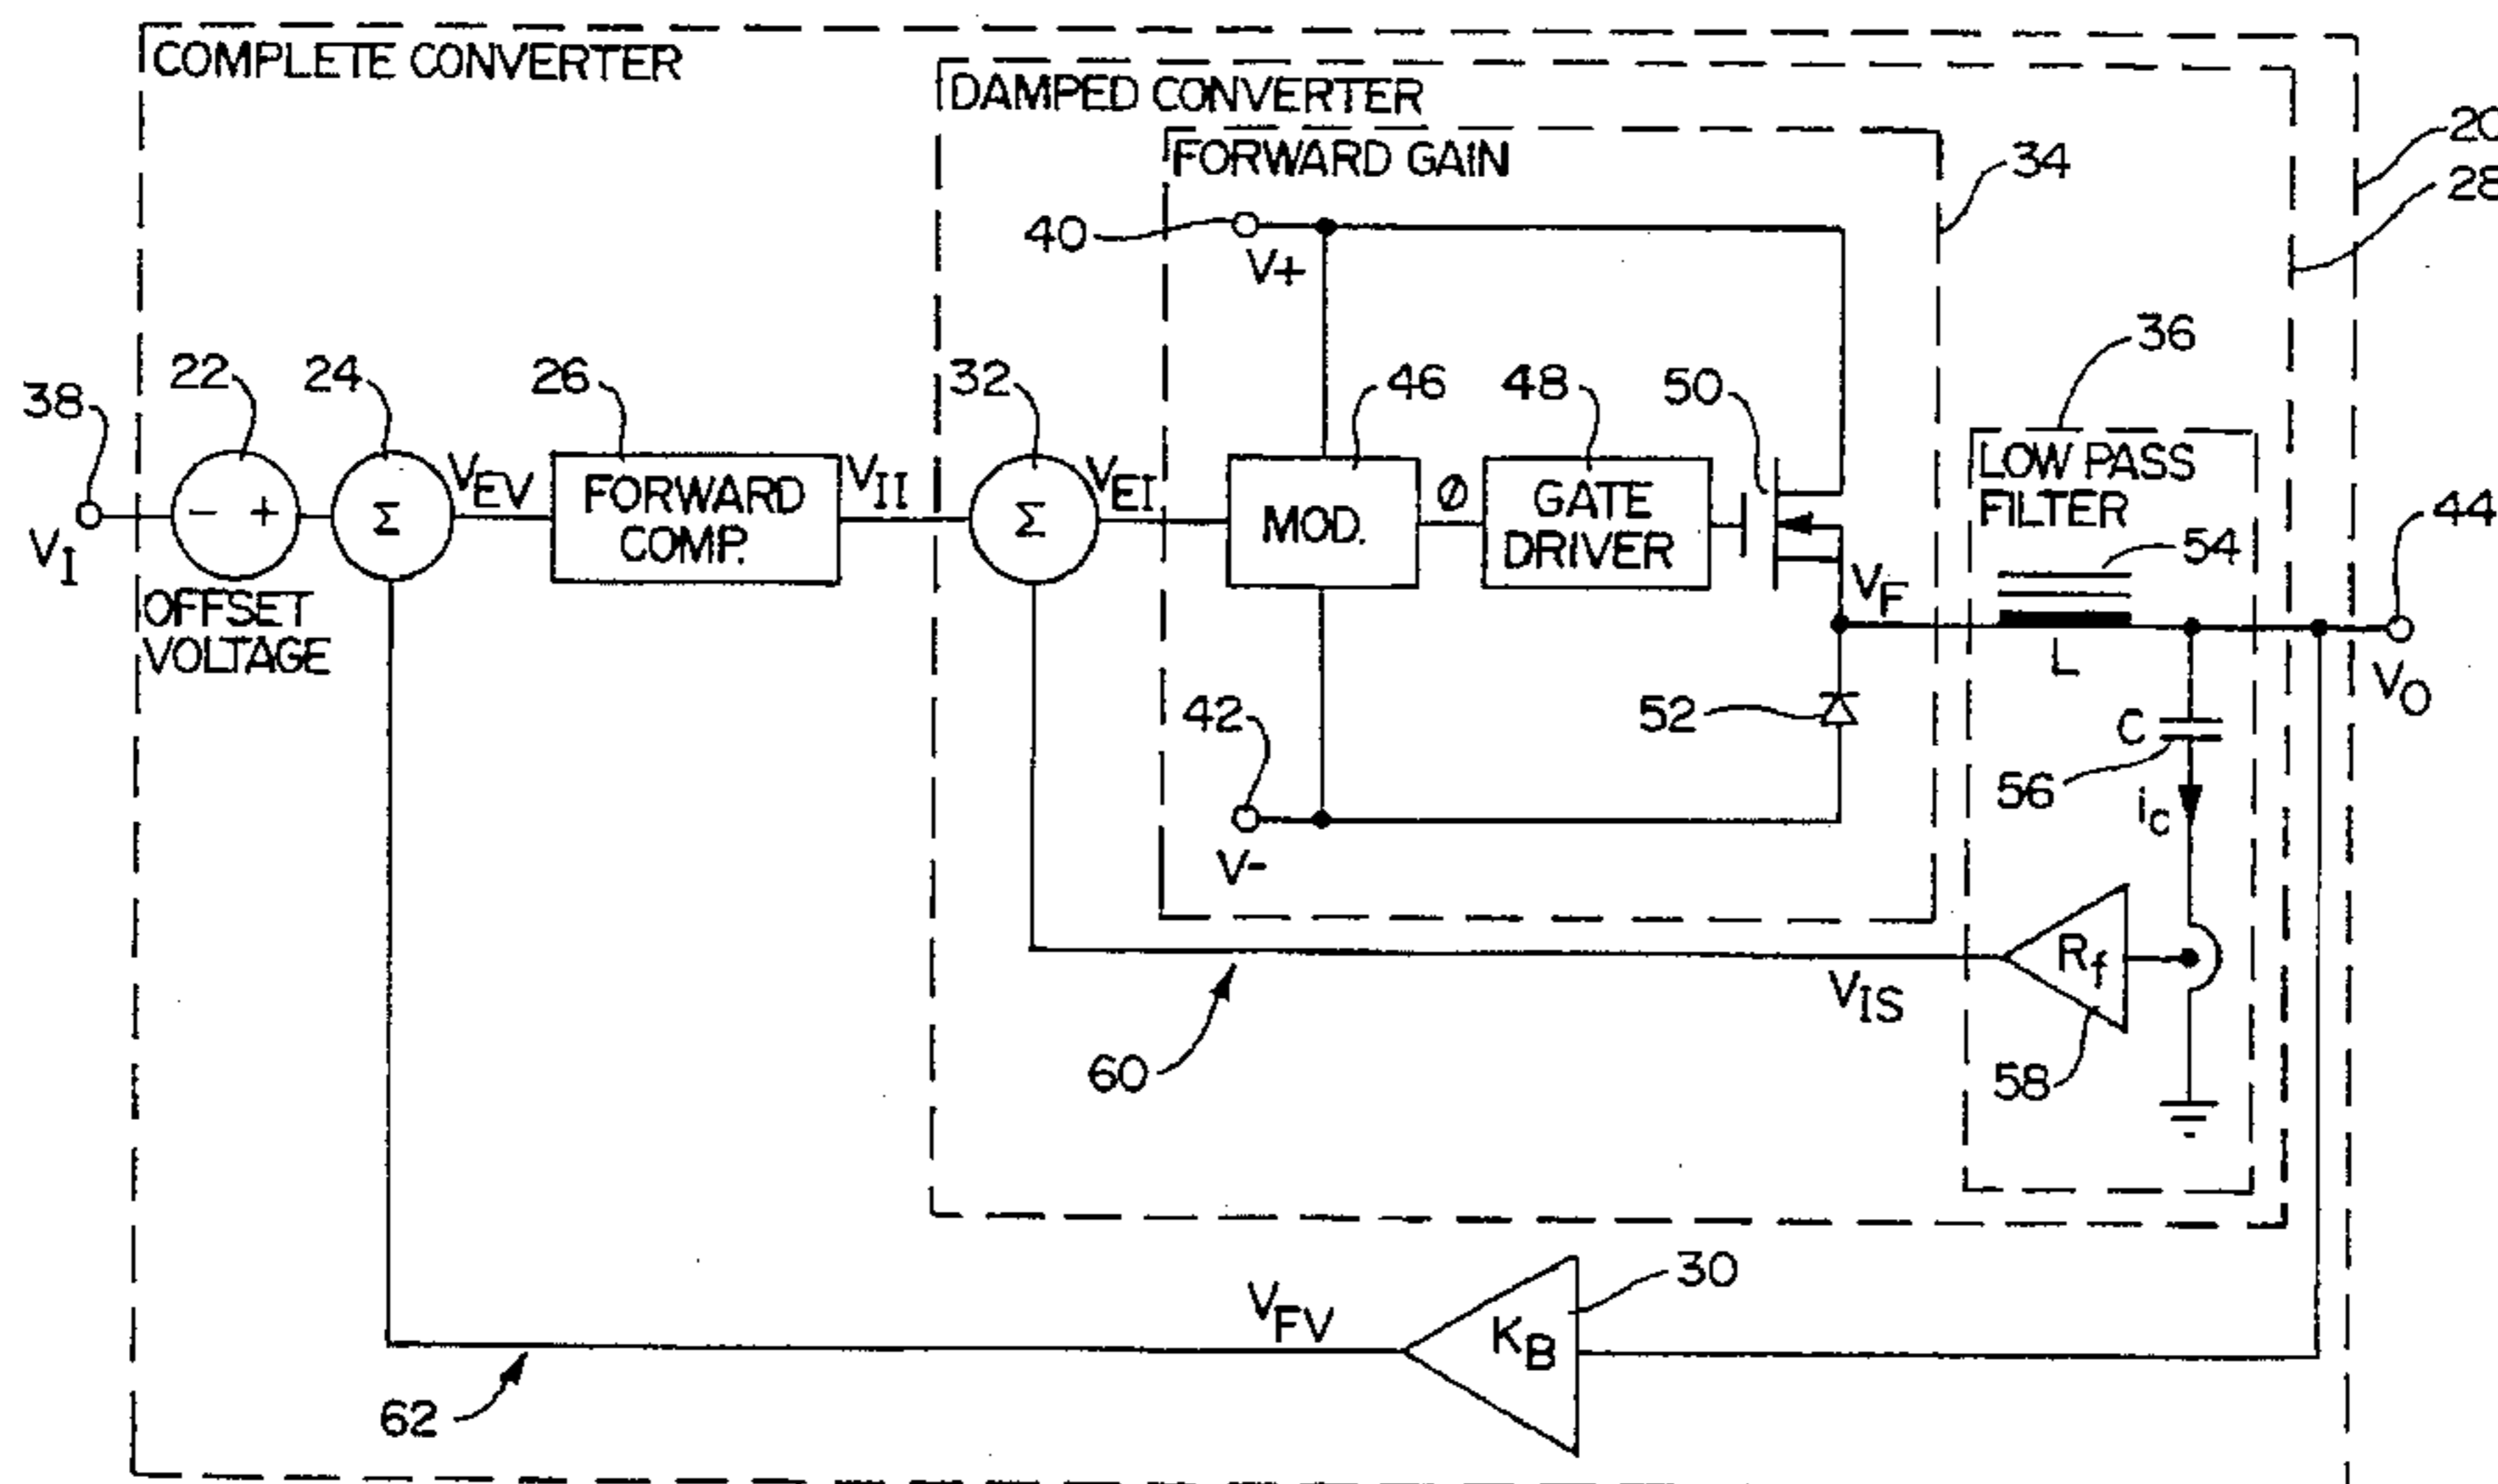 COMPLETE CONVERTER
DAMPED CONVERTER
FORWARD GAIN
20
28
34
40
V+
36
38
22
24
26
32
46
48
50
LOW PASS
FILTER
44
VI
- +
Σ
VEV
FORWARD
COMP.
VII
Σ
VEI
MOD.
Ø
GATE
DRIVER
VF
54
L
VO
OFFSET
VOLTAGE
42
V-
52
C
56
ic
Rf
VIS
58
60
VFV
KB
30
62